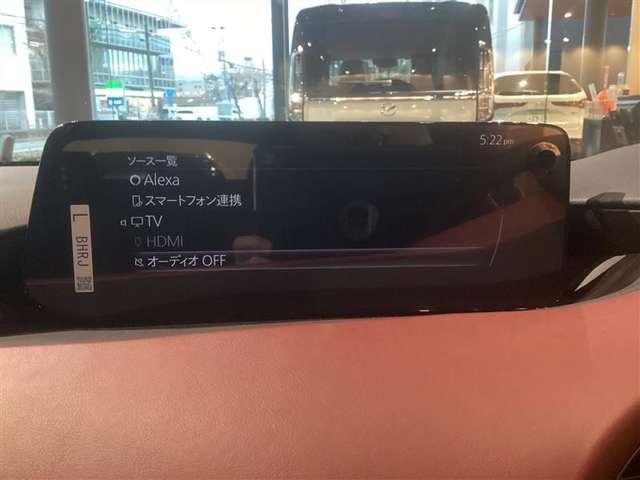 5:22 pm
ソース一覧
Alexa
スマートフォン連携
TV
HDMI
オーディオ OFF
L BHRJ